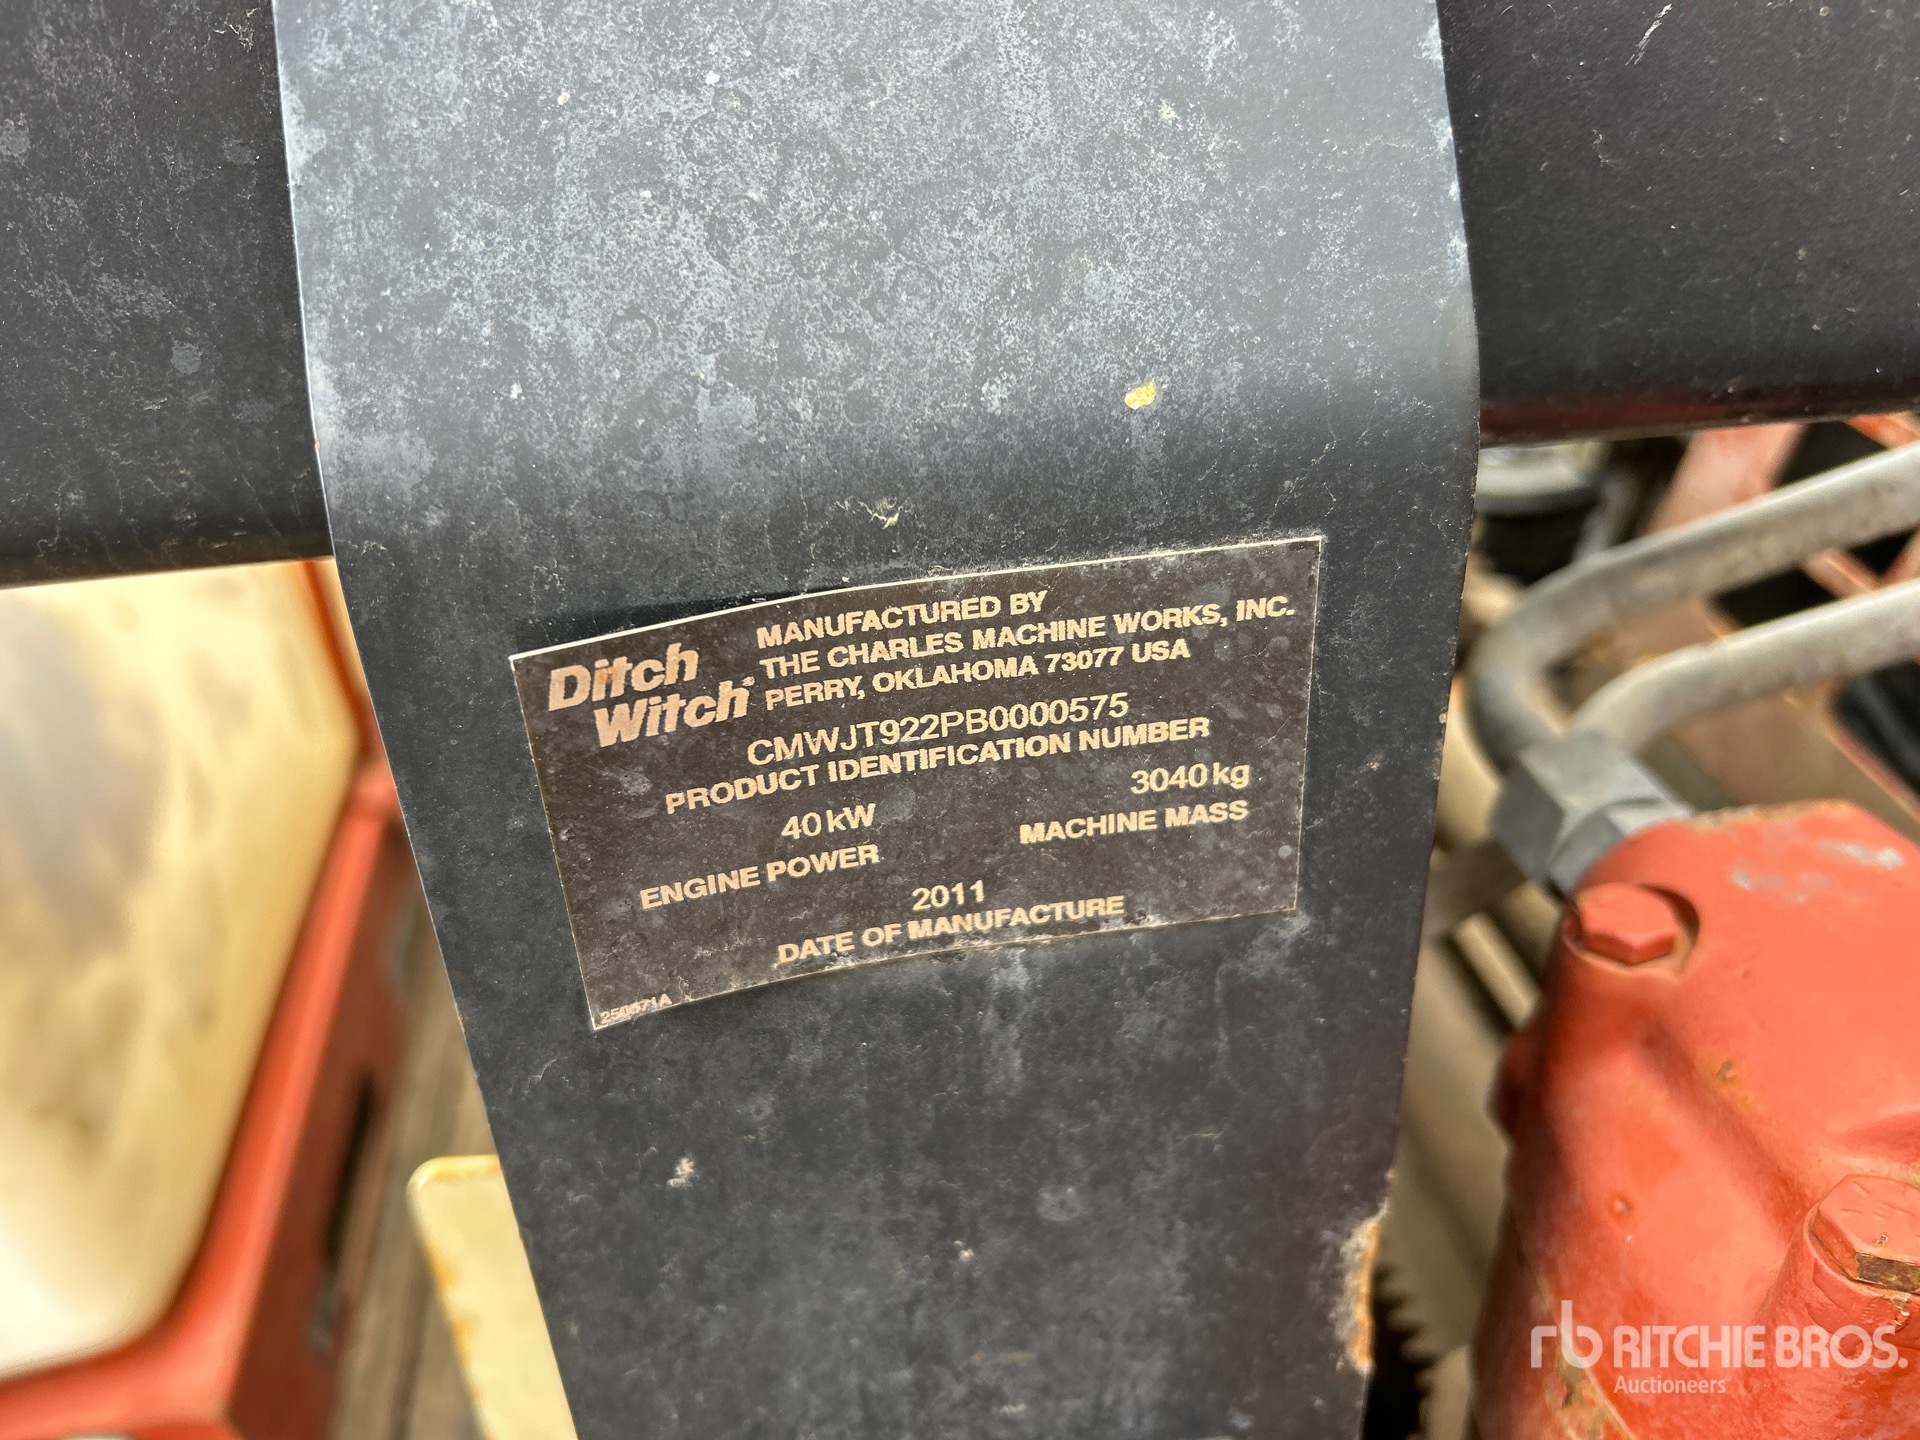 Ditch
Witch®
MANUFACTURED BY
THE CHARLES MACHINE WORKS, INC.
PERRY, OKLAHOMA 73077 USA
CMWJT922PB0000575
PRODUCT IDENTIFICATION NUMBER
40 kW
ENGINE POWER
3040 kg
MACHINE MASS
2011
DATE OF MANUFACTURE
rb RITCHIE BROS.
Auctioneers